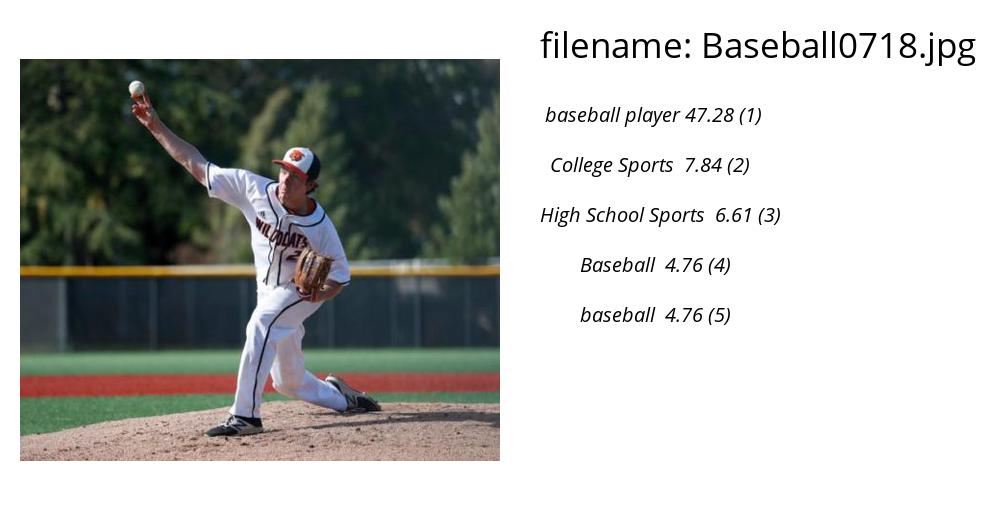 filename: Baseball0718.jpg
baseball player 47.28 (1)
College Sports 7.84 (2)
High School Sports 6.61 (3)
Baseball 4.76 (4)
baseball 4.76 (5)
WILDCATS
2